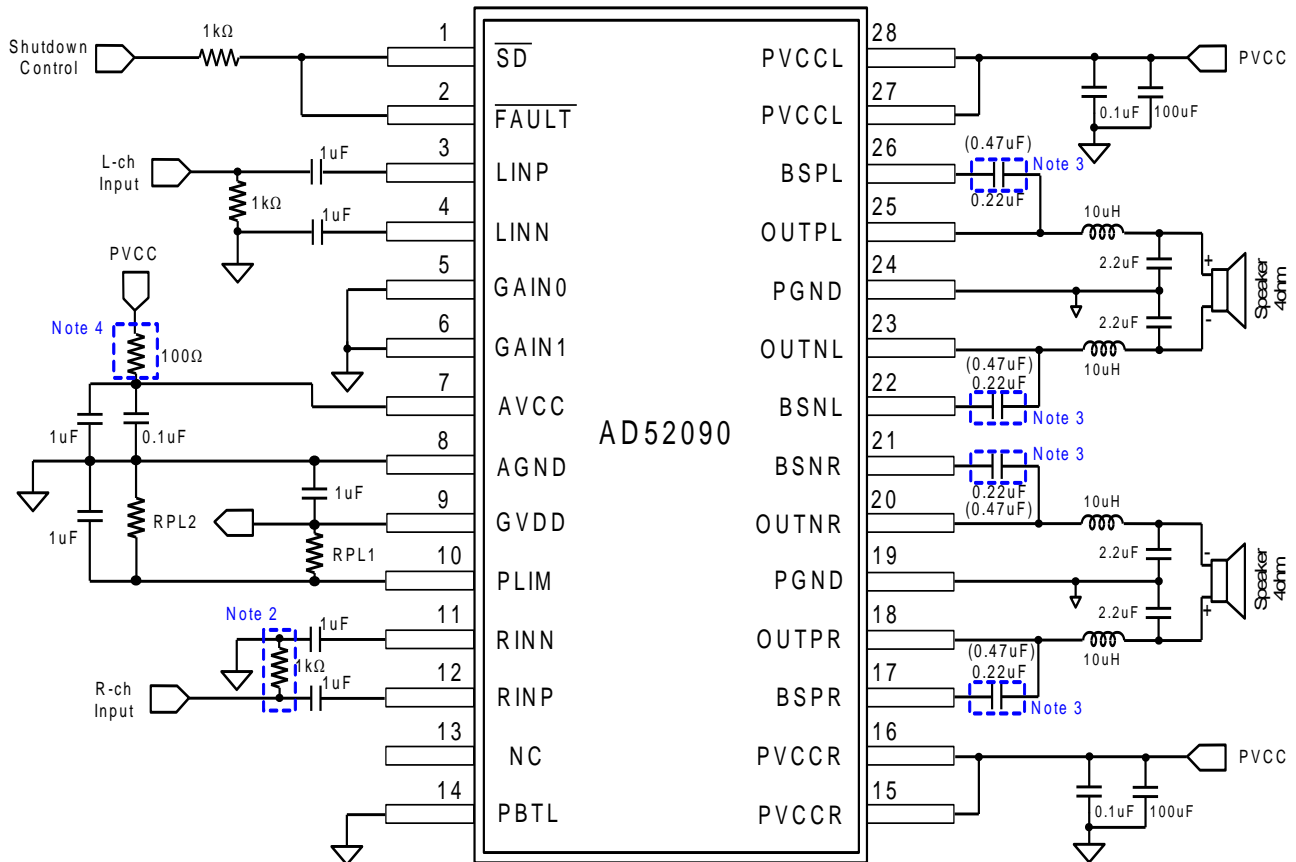 Shutdown
Control
1kΩ
1
SD
2
FAULT
L-ch
Input
1uF
3
LINP
1kΩ
1uF
4
LINN
PVCC
5
GAIN0
Note 4
100Ω
6
GAIN1
7
AVCC
1uF
0.1uF
8
AGND
1uF
1uF
RPL2
9
GVDD
RPL1
10
PLIM
Note 2
1uF
11
RINN
1kΩ
1uF
12
RINP
R-ch
Input
13
NC
14
PBTL
AD52090
28
PVCCL
PVCC
27
PVCCL
0.1uF
100uF
26
BSPL
(0.47uF)
Note 3
0.22uF
25
OUTPL
10uH
2.2uF
24
PGND
+
-
Speaker
4ohm
2.2uF
23
OUTNL
10uH
(0.47uF)
0.22uF
22
BSNL
Note 3
21
BSNR
Note 3
0.22uF
(0.47uF)
20
OUTNR
10uH
2.2uF
19
PGND
-
+
Speaker
4ohm
2.2uF
18
OUTPR
10uH
(0.47uF)
0.22uF
17
BSPR
Note 3
16
PVCCR
PVCC
15
PVCCR
0.1uF
100uF